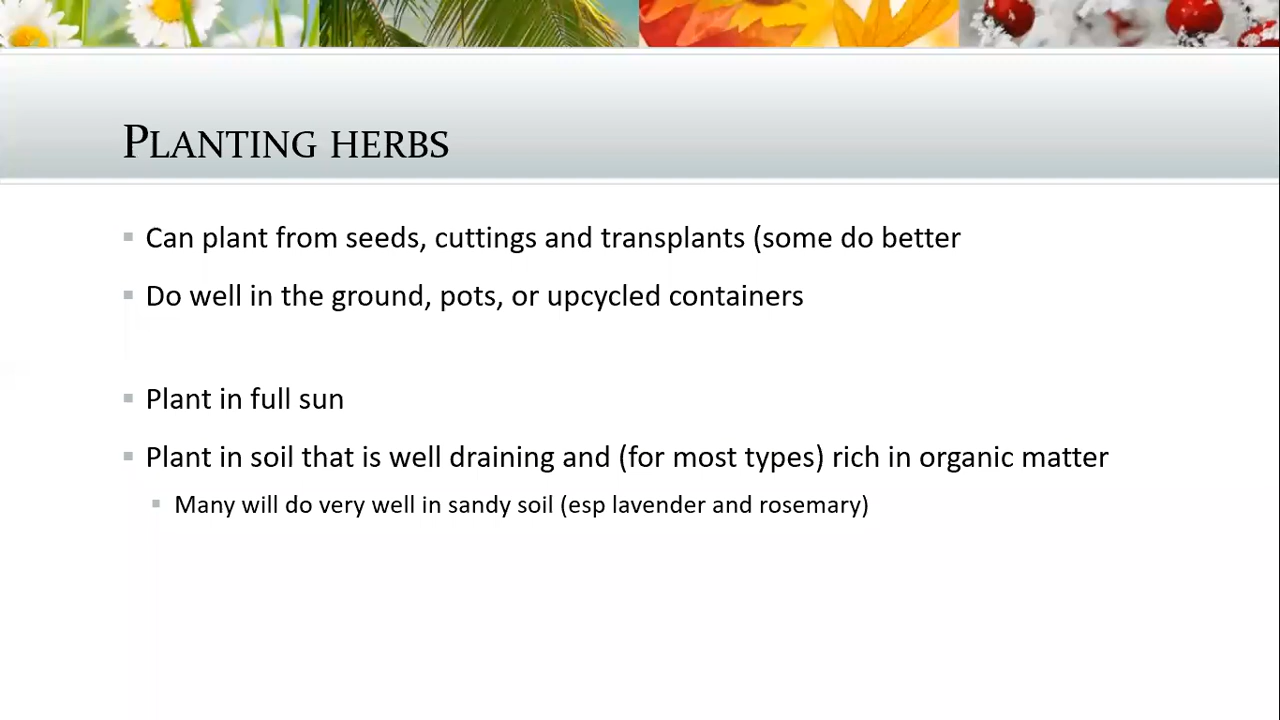 Planting herbs
Can plant from seeds, cuttings and transplants (some do better
Do well in the ground, pots, or upcycled containers
Plant in full sun
Plant in soil that is well draining and (for most types) rich in organic matter
Many will do very well in sandy soil (esp lavender and rosemary)